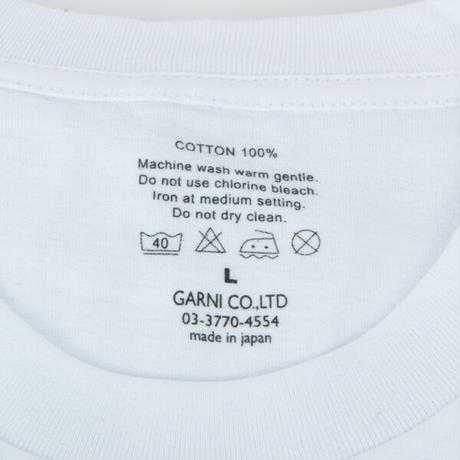 COTTON 100%
Machine wash warm gentle.
Do not use chlorine bleach.
Iron at medium setting.
Do not dry clean.
40
L
GARNI CO.,LTD
03-3770-4554
made in japan